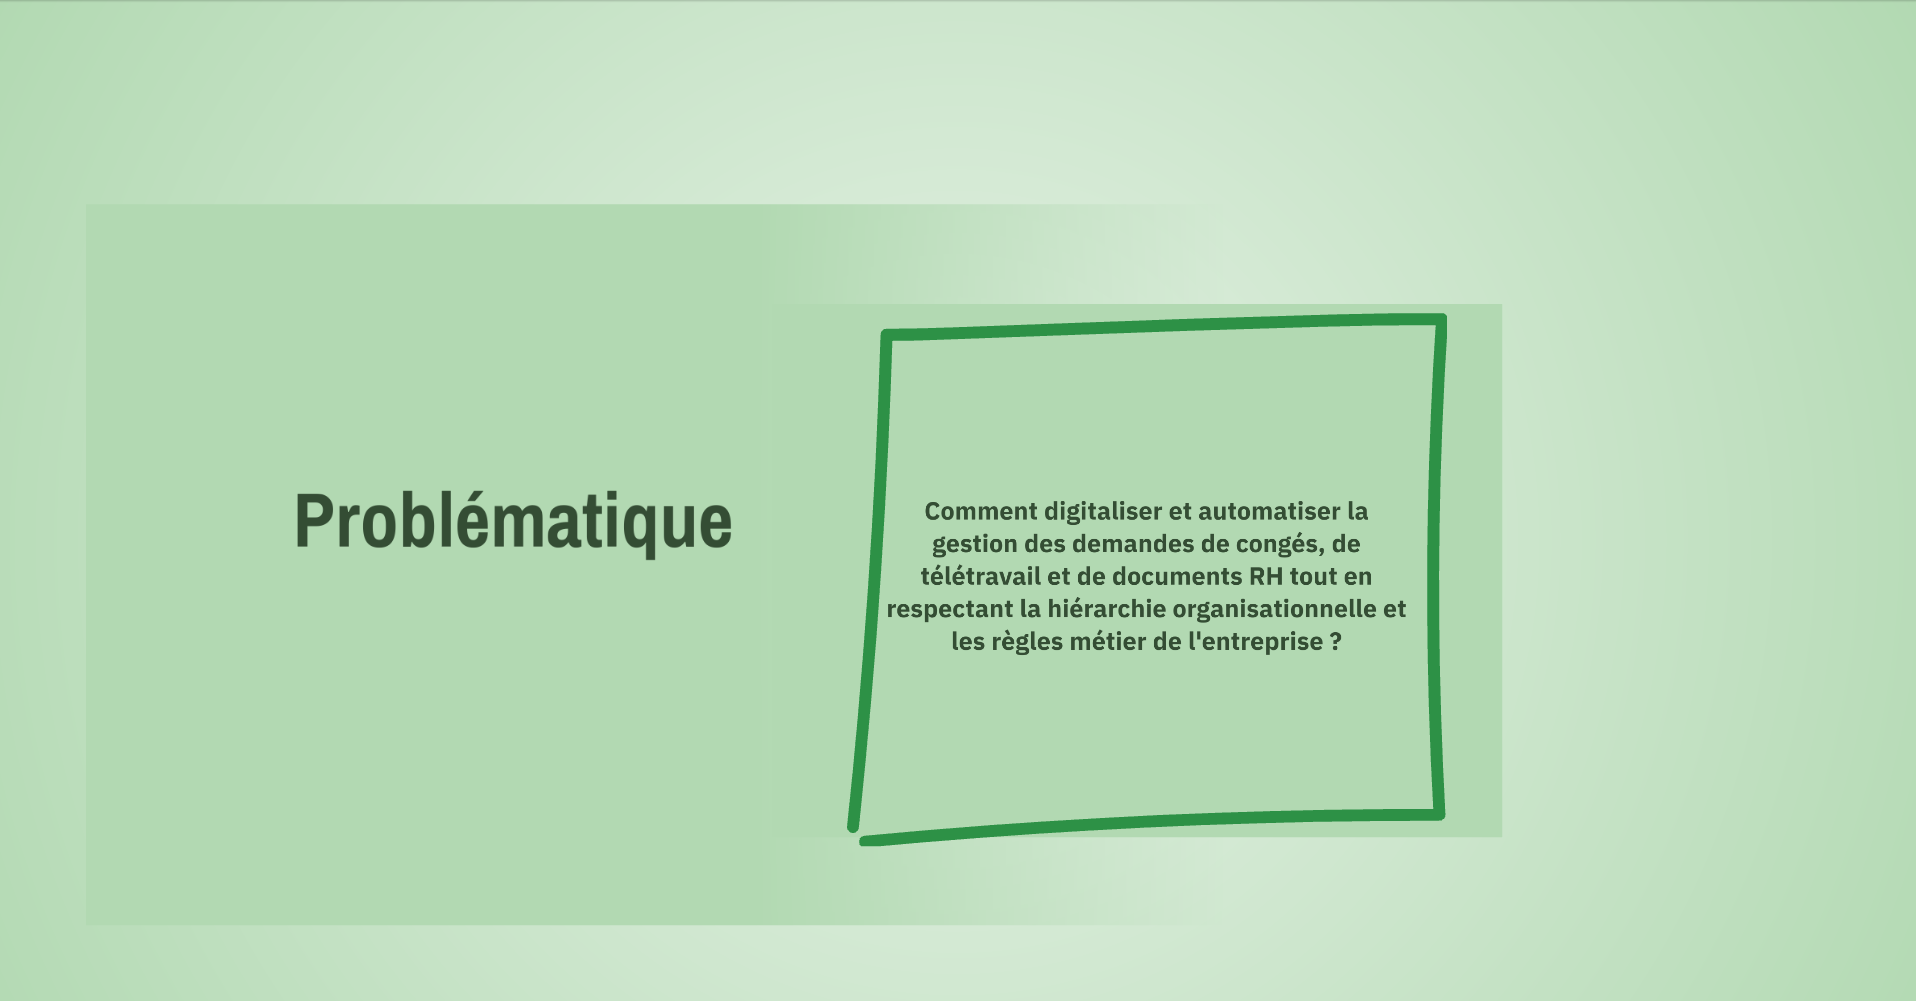 Problématique
Comment digitaliser et automatiser la
gestion des demandes de congés, de
télétravail et de documents RH tout en
respectant la hiérarchie organisationnelle et
les règles métier de l'entreprise ?